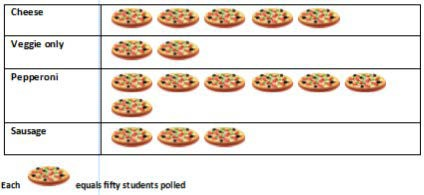 Cheese
Veggie only
Pepperoni
Sausage
Each equals fifty students polled